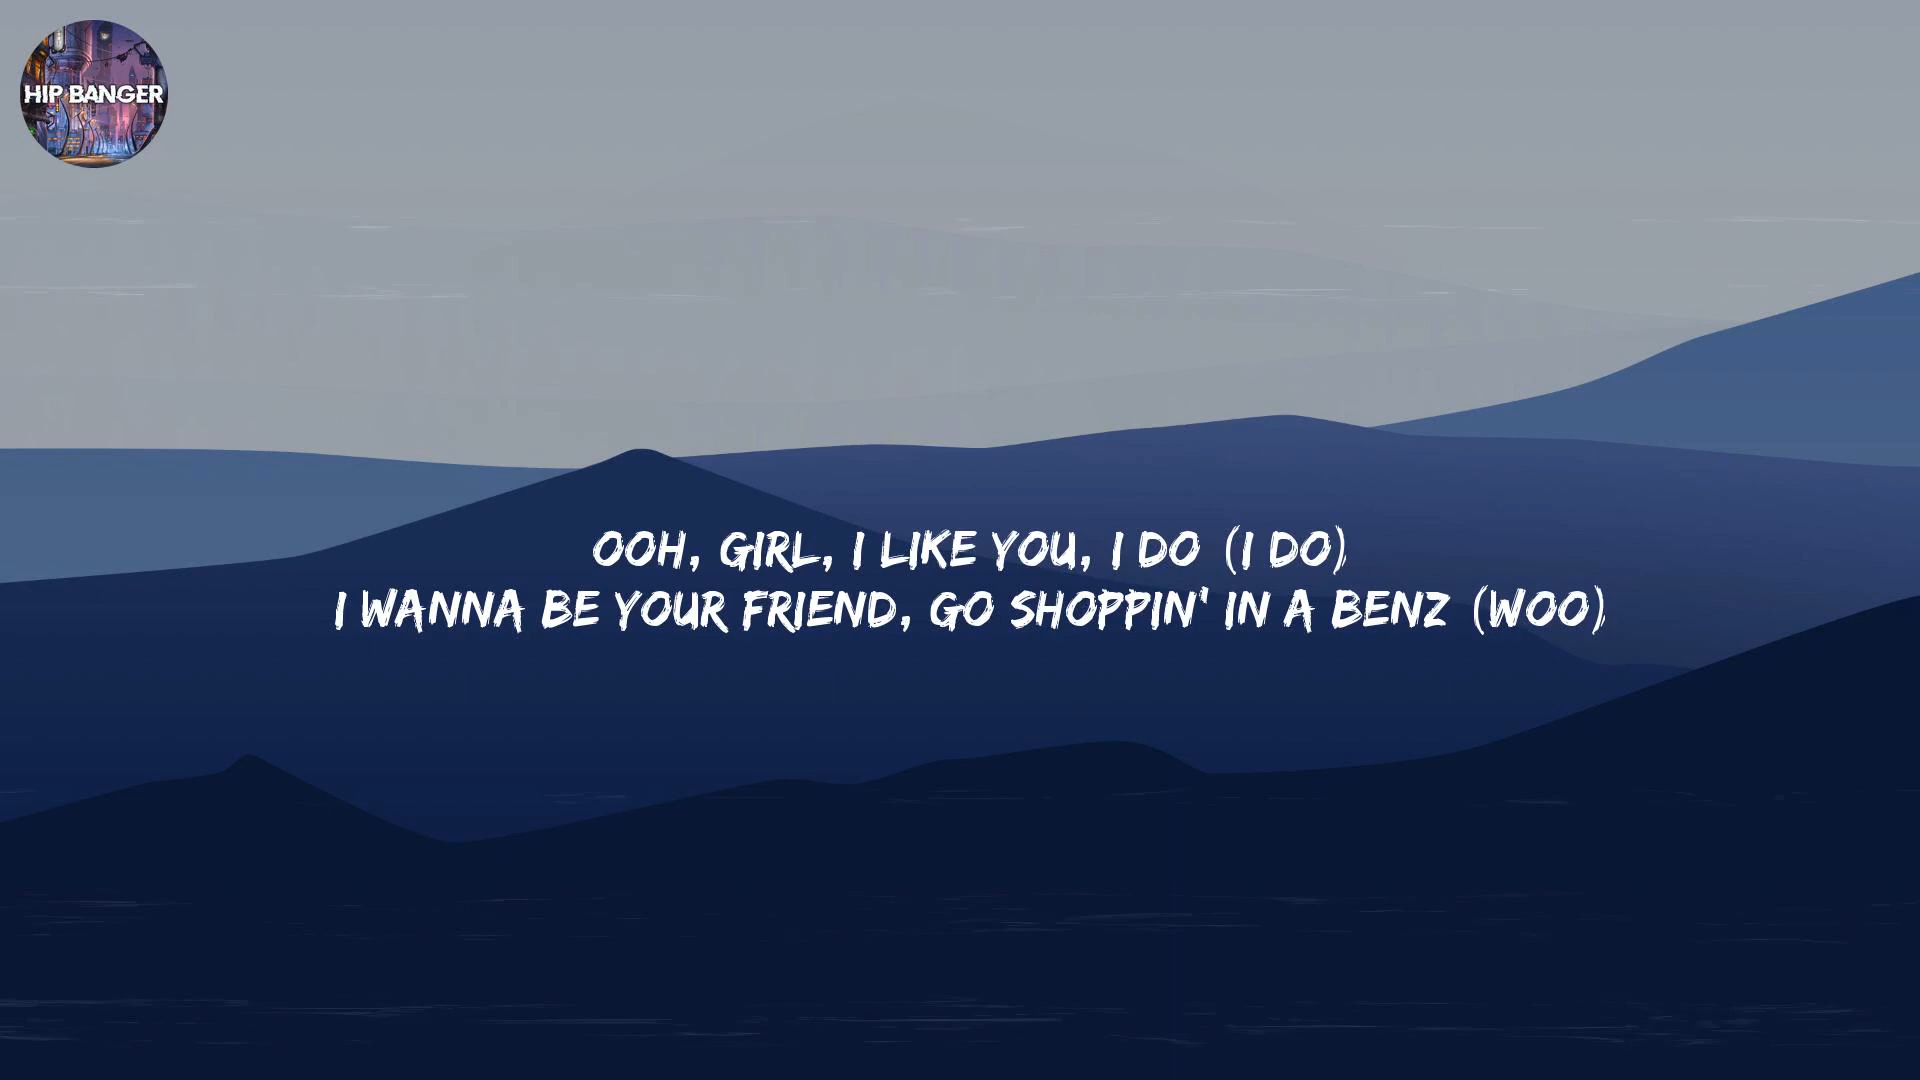 HIP BANGER
OOH, GIRL, I LIKE YOU, I DO (I DO)
I WANNA BE YOUR FRIEND, GO SHOPPIN' IN A BENZ (WOO)